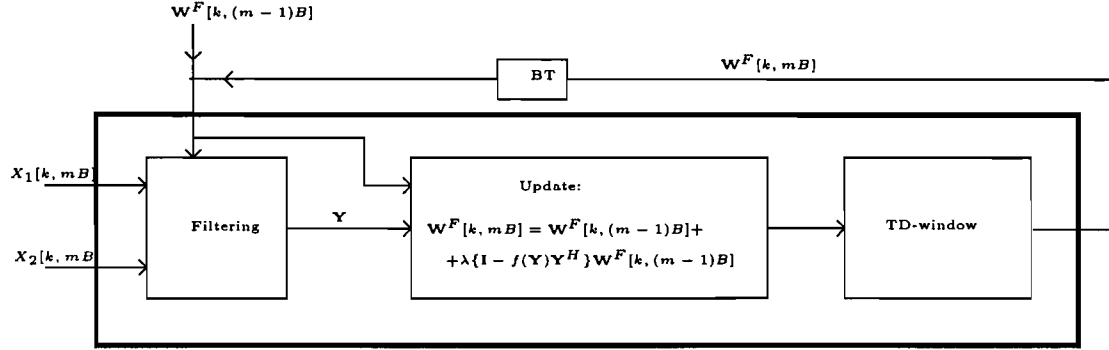 W^F[k, (m − 1)B]
BT
W^F[k, mB]
X_1[k, mB]
Update:
Filtering
Y
W^F[k, mB] = W^F[k, (m − 1)B]+
TD-window
X_2[k, mB
+λ{I − f(Y)Y^H}W^F[k, (m − 1)B]